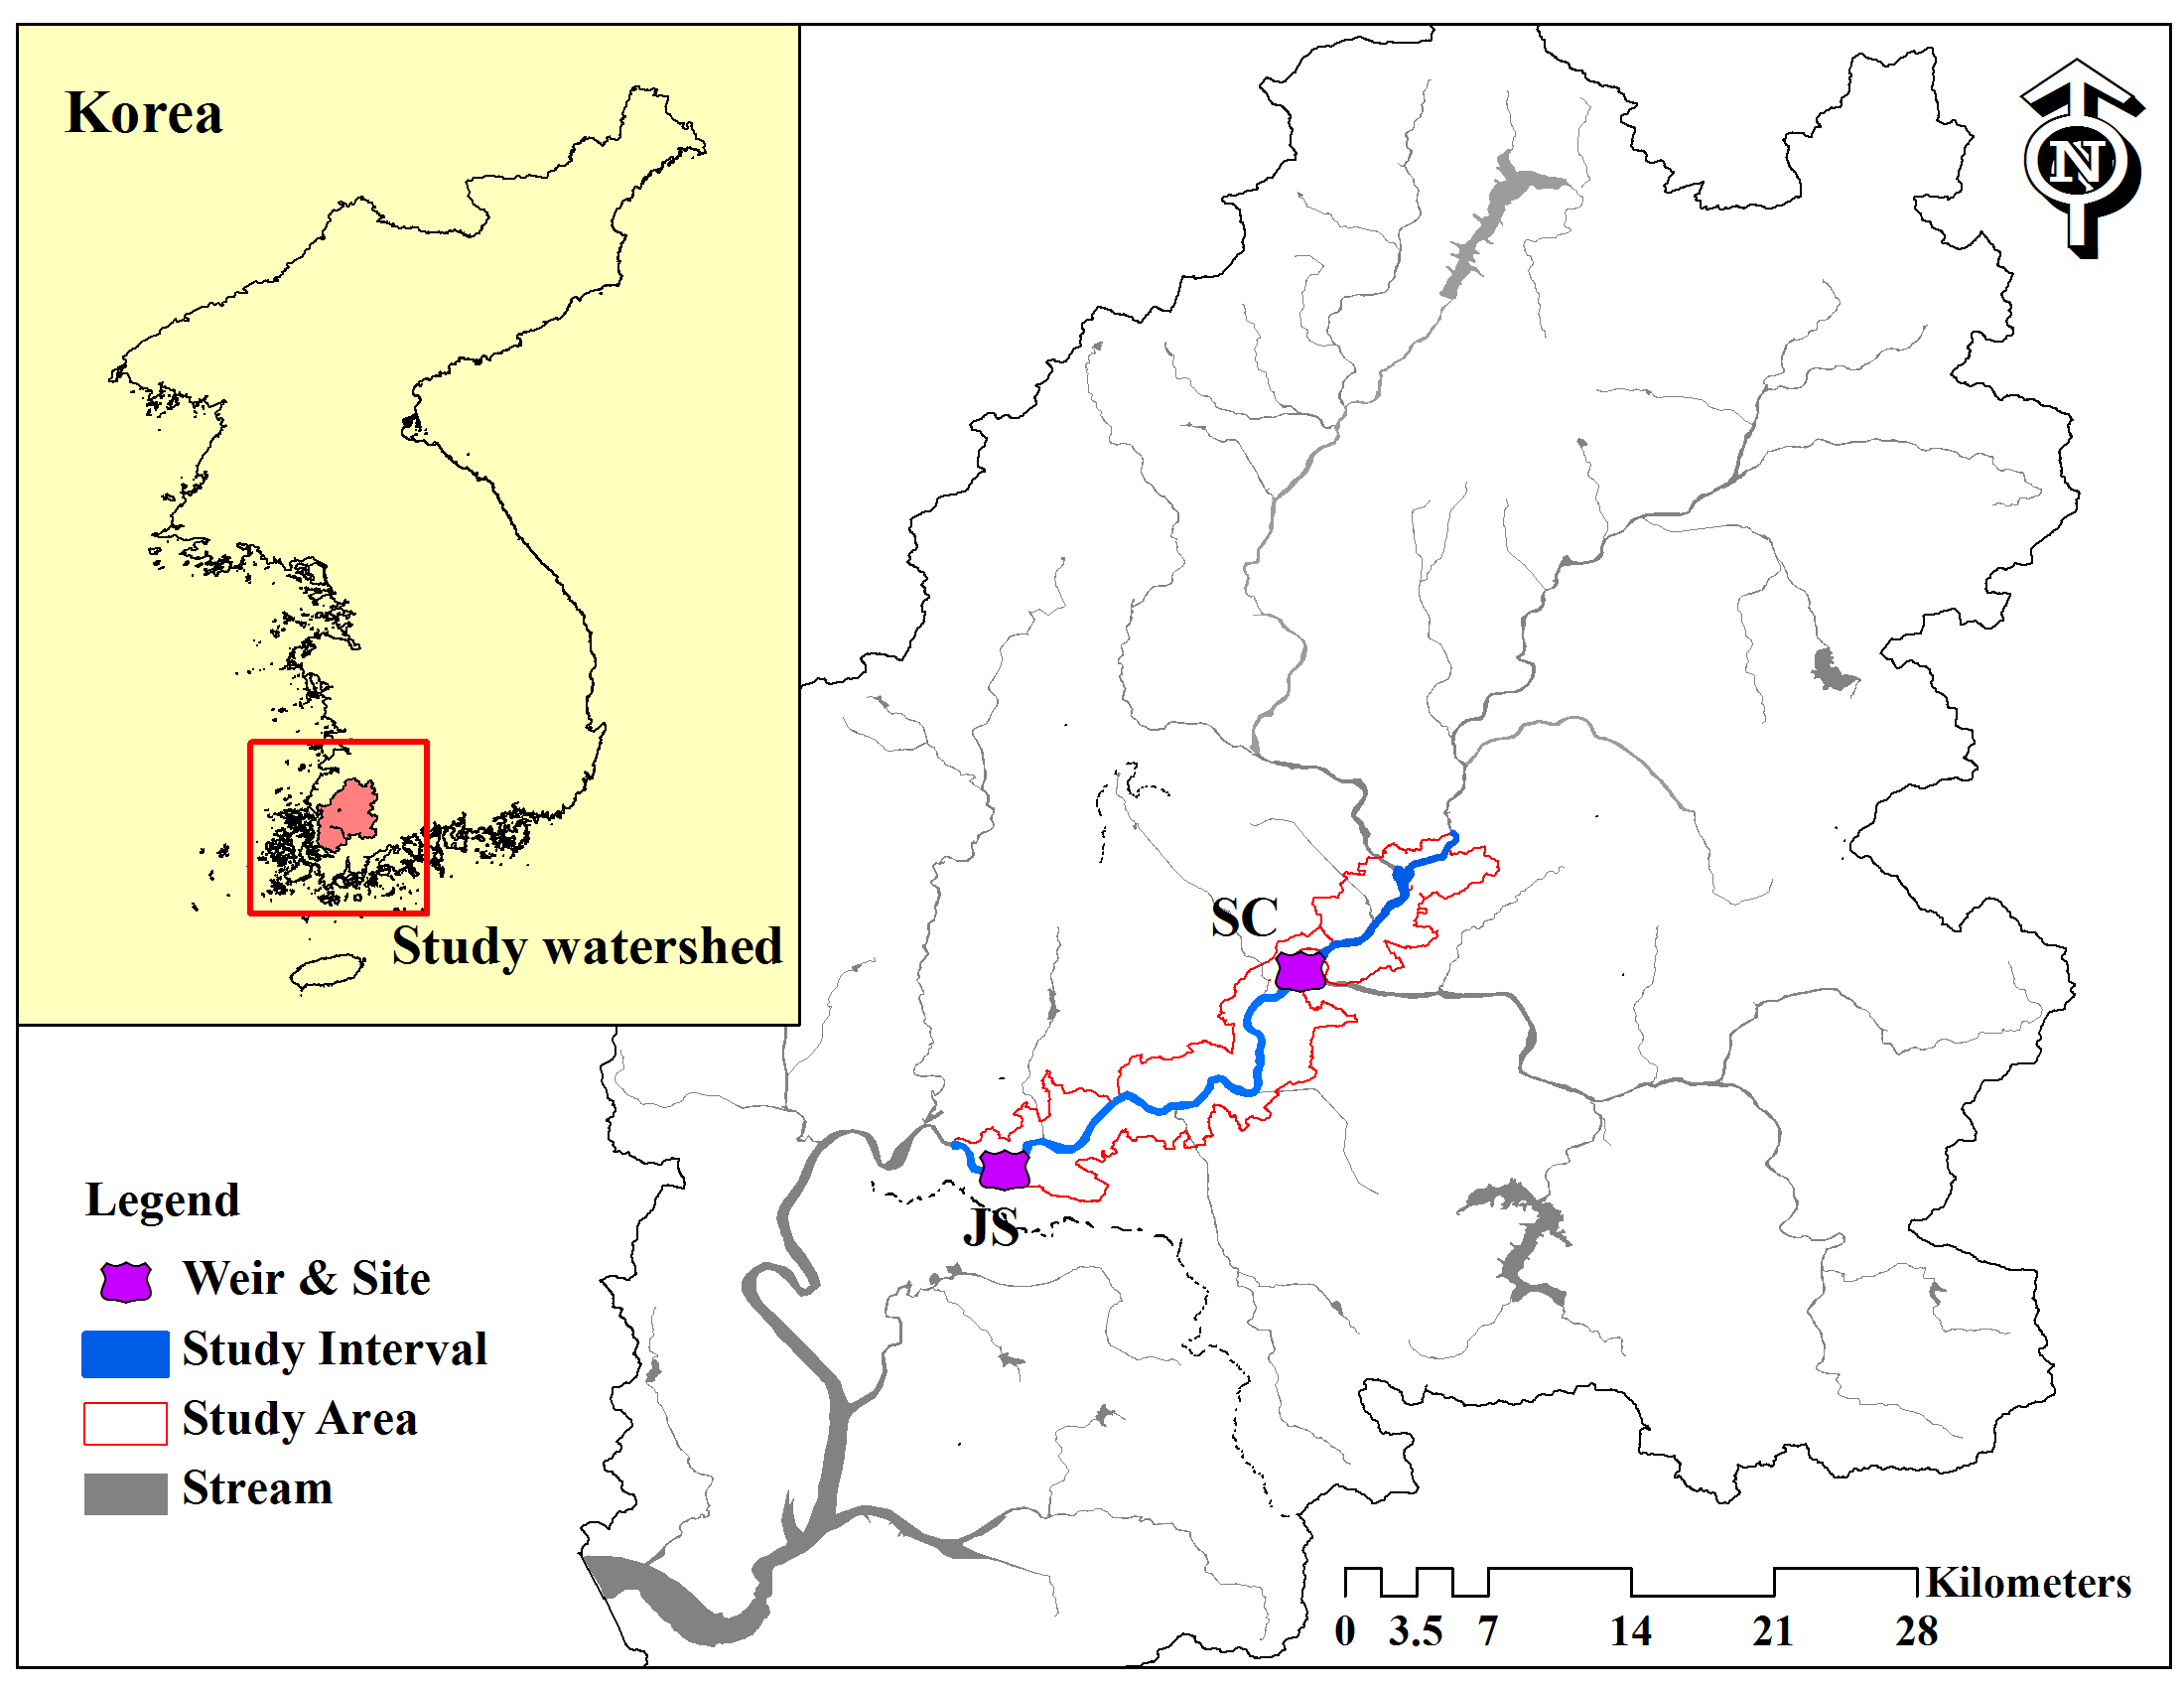 Korea
N
Study watershed
SC
JS
Legend
Weir & Site
Study Interval
Study Area
Stream
Kilometers
0 3.5 7 14 21 28